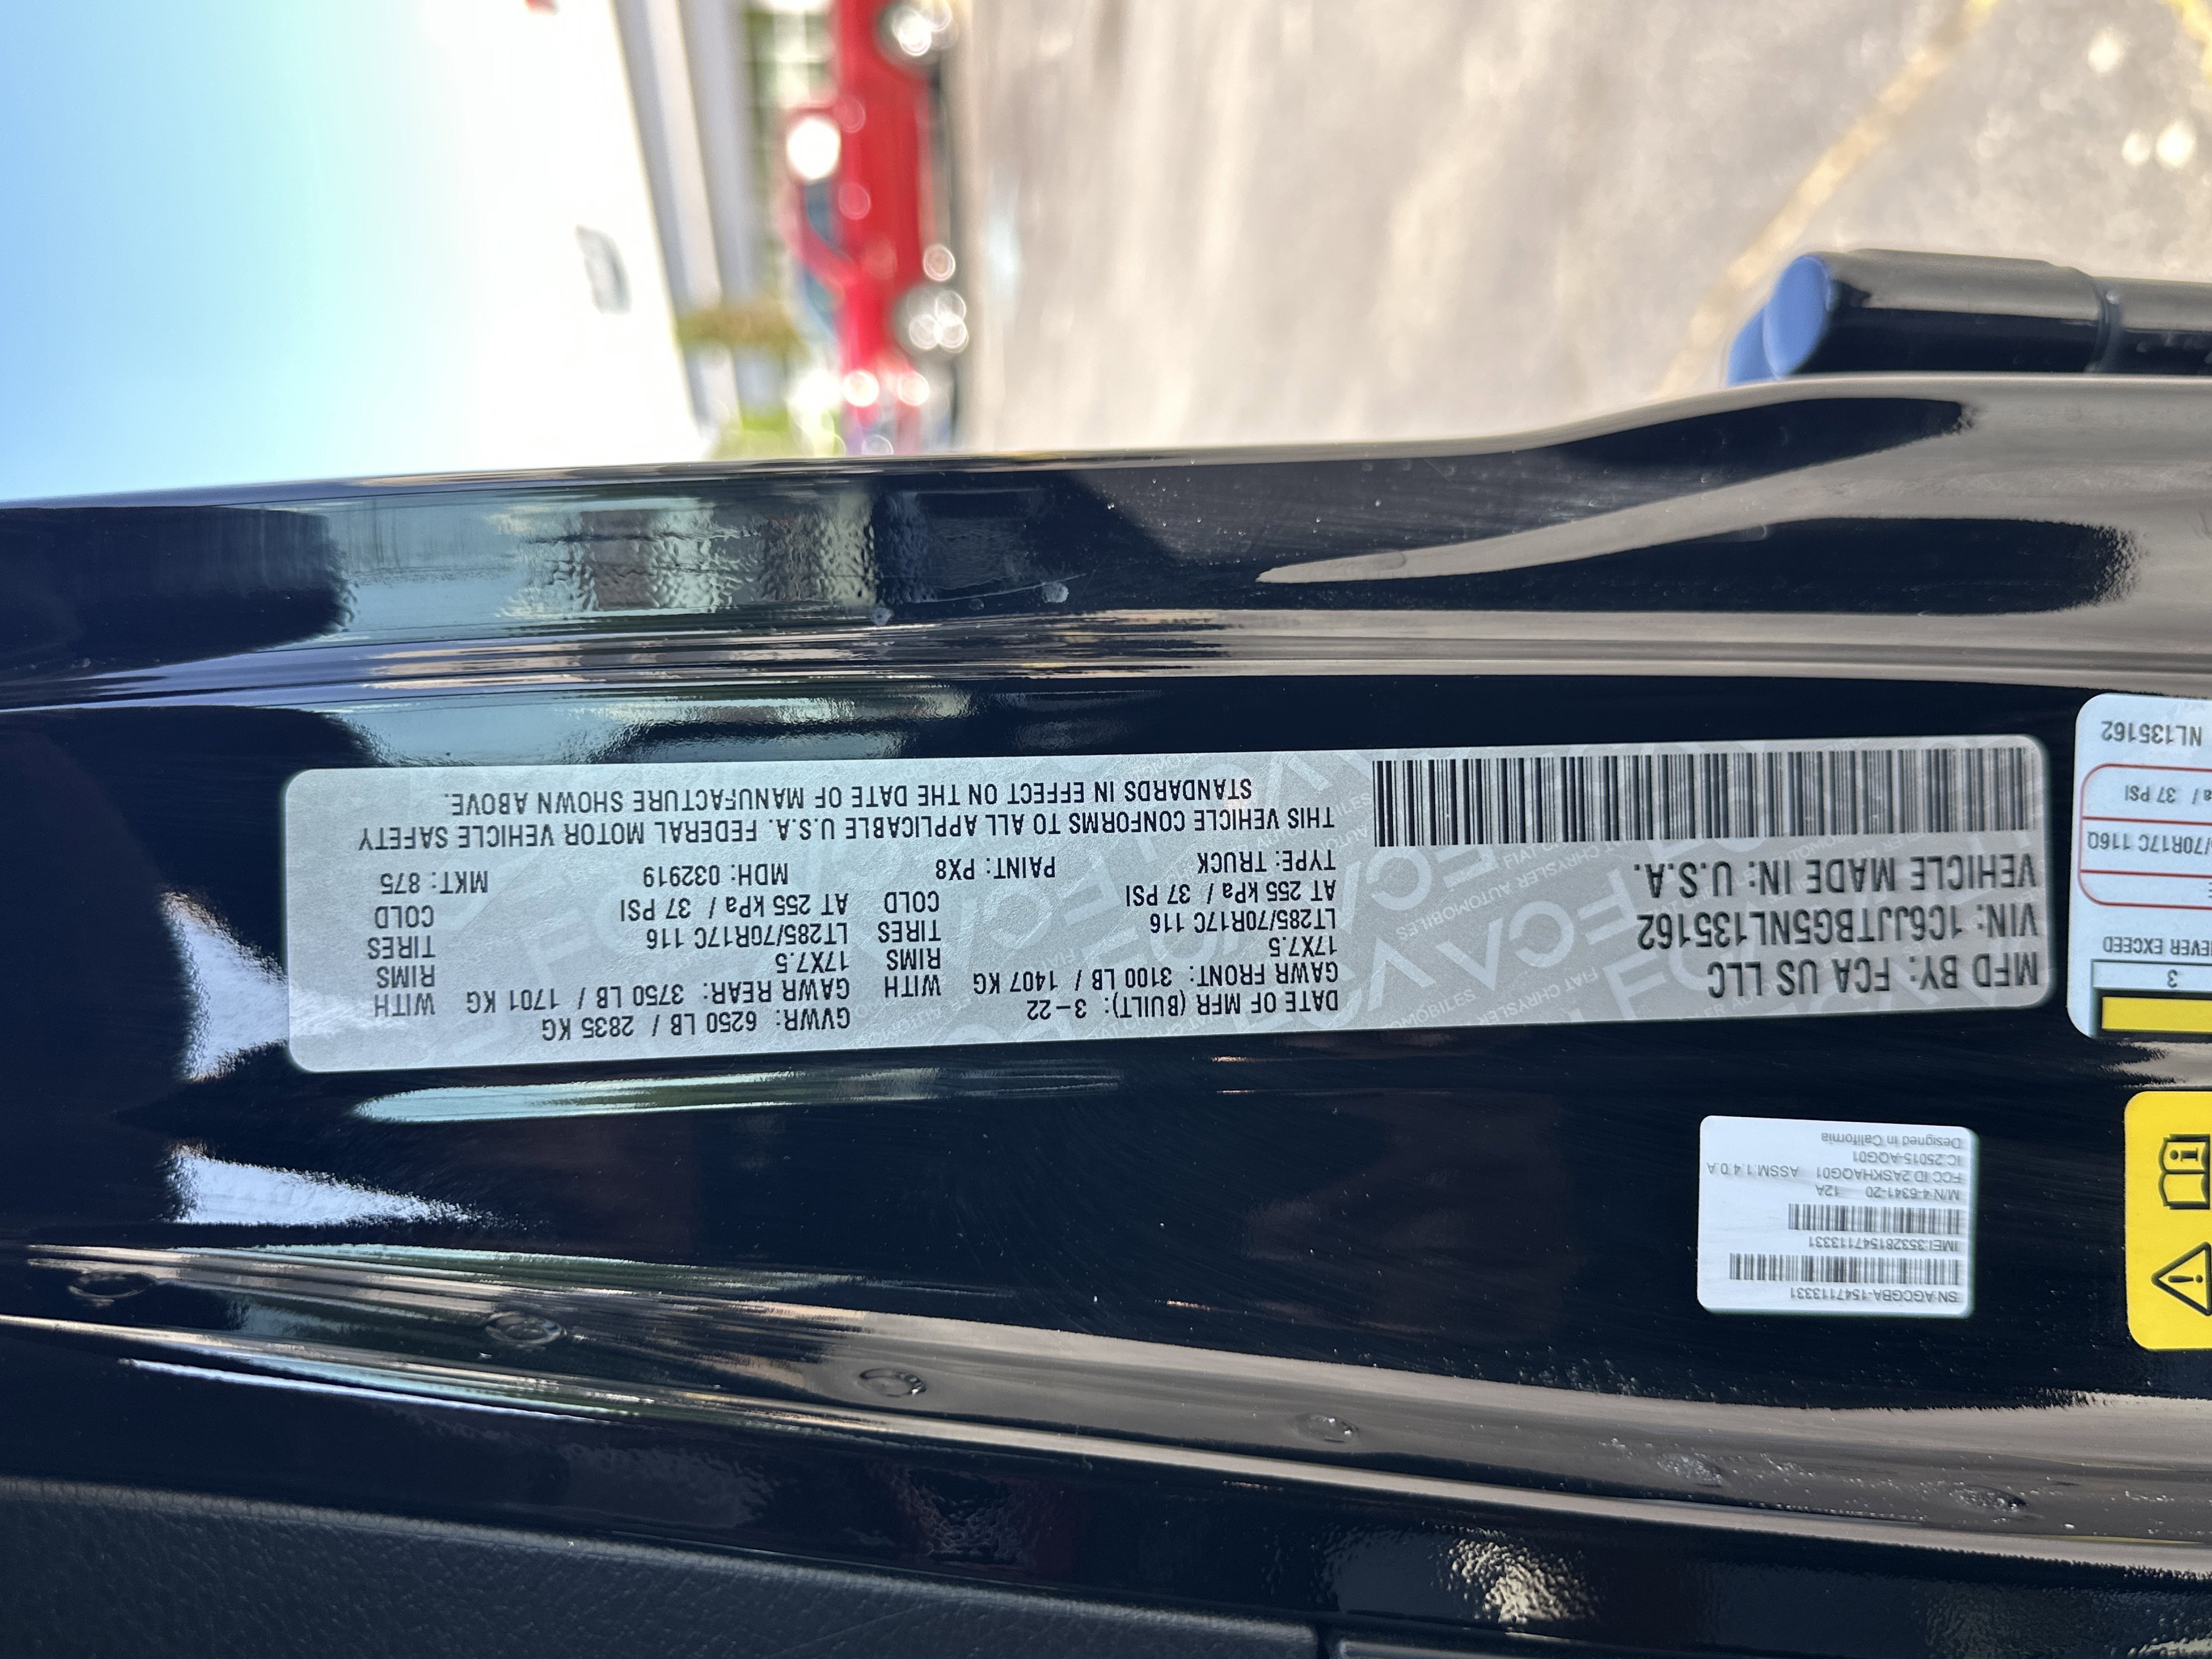 MFD BY: FCA US LLC
VIN: 1C6JJTBG5NL135162
VEHICLE MADE IN: U.S.A.
DATE OF MFR (BUILT): 3-22
GVWR: 6250 LB / 2835 KG
GAWR FRONT: 3100 LB / 1407 KG WITH
GAWR REAR: 3750 LB / 1701 KG WITH
17X7.5 RIMS
17X7.5 RIMS
LT285/70R17C 116 TIRES
LT285/70R17C 116 TIRES
AT 255 kPa / 37 PSI COLD
AT 255 kPa / 37 PSI COLD
TYPE: TRUCK PAINT: PX8 MDH: 032919 MKT: 875
THIS VEHICLE CONFORMS TO ALL APPLICABLE U.S.A. FEDERAL MOTOR VEHICLE SAFETY
STANDARDS IN EFFECT ON THE DATE OF MANUFACTURE SHOWN ABOVE.
SN:AGCGBA-1547113331
IMEI:353281547113331
M/N 4-6341-20 12A
FCC ID:2ASKHAQG01 ASSM.1.4.0.A
IC:25015-AQG01
Designed in California
3
EVER EXCEED
/70R17C 116Q
a / 37 PSI
NL135162